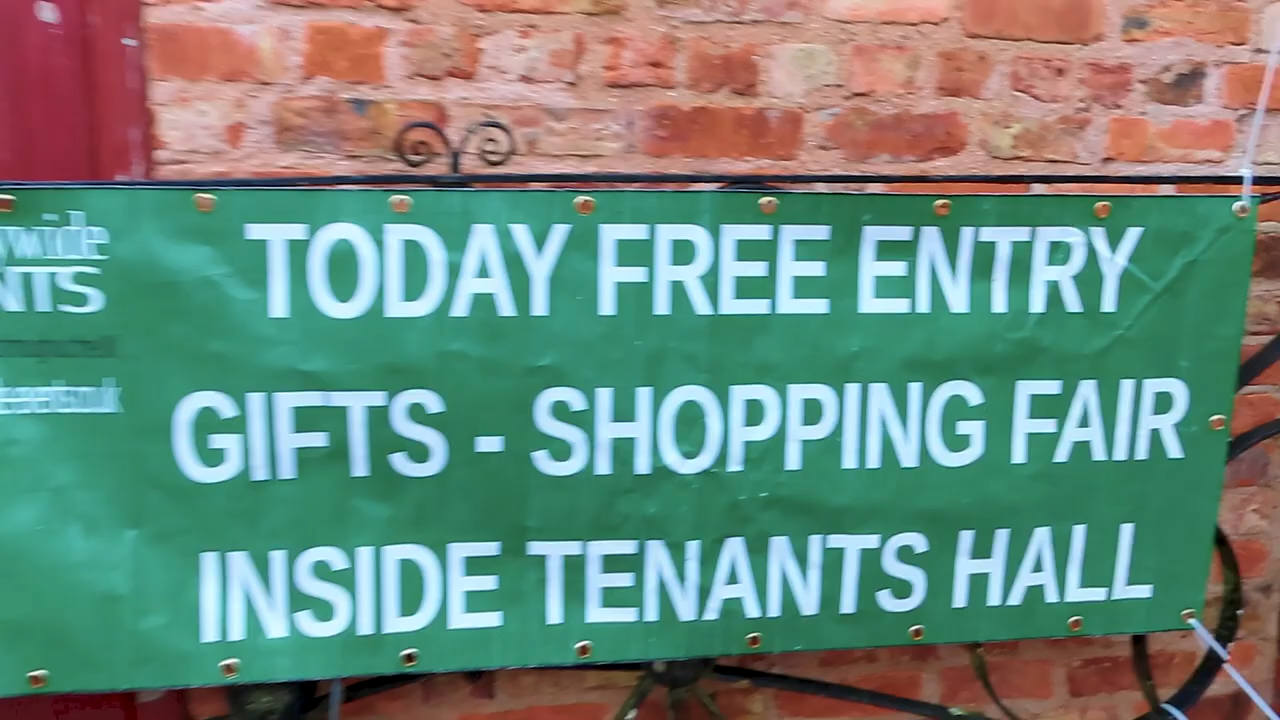 TODAY FREE ENTRY
GIFTS - SHOPPING FAIR
INSIDE TENANTS HALL